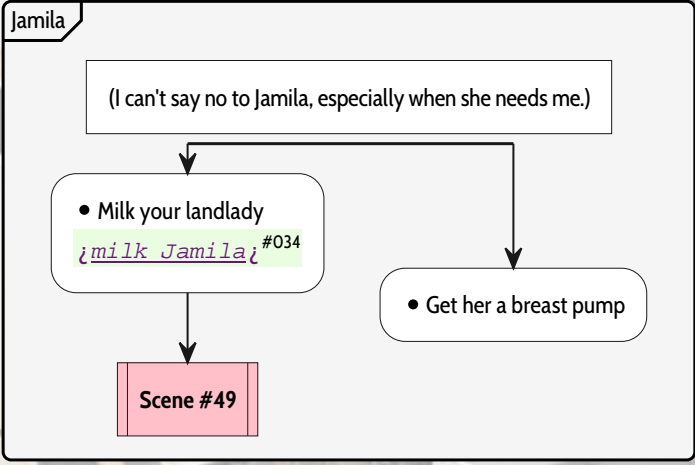 Jamila
(I can't say no to Jamila, especially when she needs me.)
● Milk your landlady
¿milk Jamila¿ #034
● Get her a breast pump
Scene #49